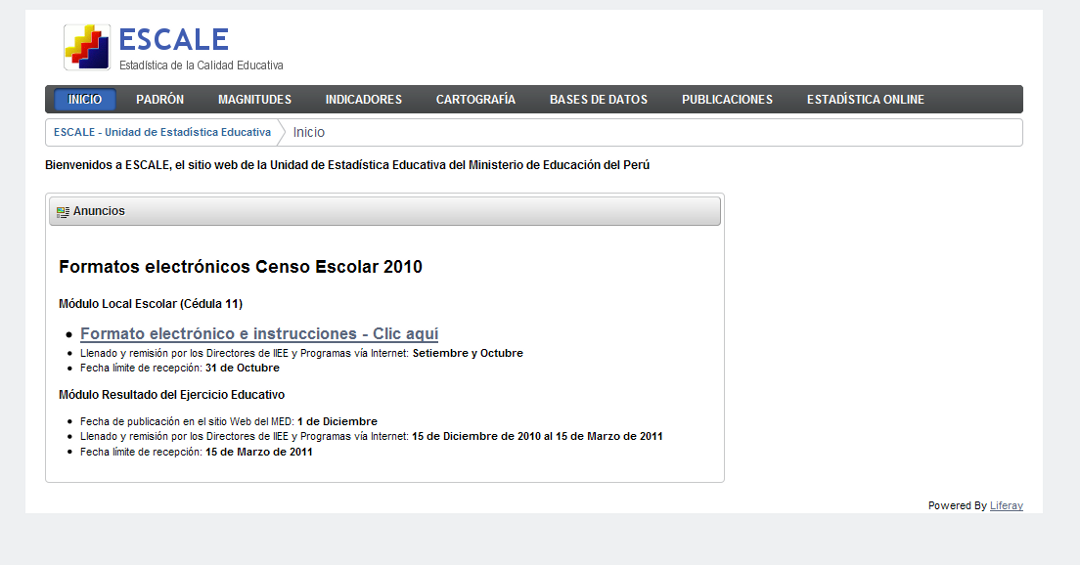 ESCALE
Estadística de la Calidad Educativa
INICIO PADRÓN MAGNITUDES INDICADORES CARTOGRAFÍA BASES DE DATOS PUBLICACIONES ESTADÍSTICA ONLINE
ESCALE - Unidad de Estadística Educativa Inicio
Bienvenidos a ESCALE, el sitio web de la Unidad de Estadística Educativa del Ministerio de Educación del Perú
Anuncios
Formatos electrónicos Censo Escolar 2010
Módulo Local Escolar (Cédula 11)
• Formato electrónico e instrucciones - Clic aquí
• Llenado y remisión por los Directores de IIEE y Programas vía Internet: Setiembre y Octubre
• Fecha límite de recepción: 31 de Octubre
Módulo Resultado del Ejercicio Educativo
• Fecha de publicación en el sitio Web del MED: 1 de Diciembre
• Llenado y remisión por los Directores de IIEE y Programas vía Internet: 15 de Diciembre de 2010 al 15 de Marzo de 2011
• Fecha límite de recepción: 15 de Marzo de 2011
Powered By Liferay